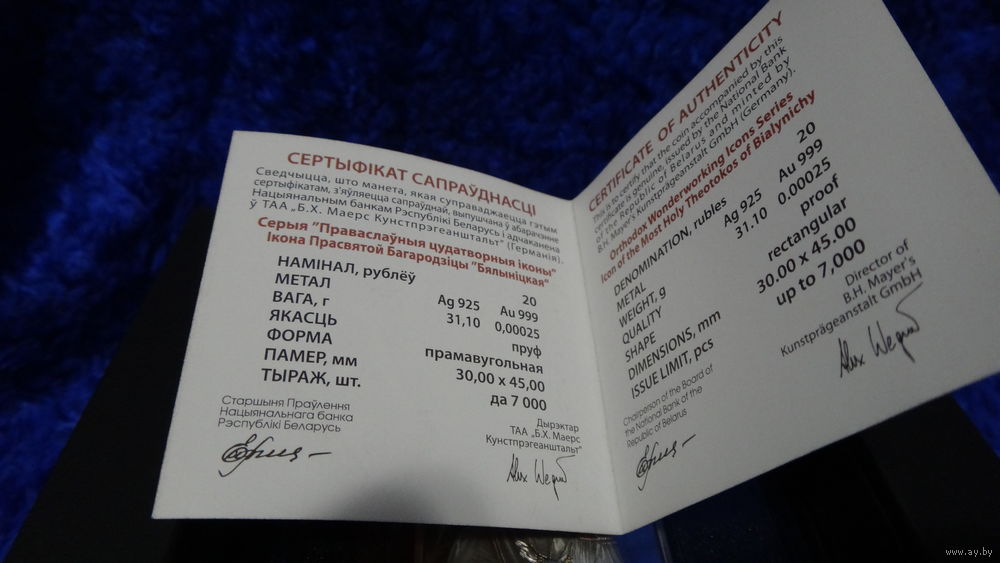 СЕРТЫФІКАТ САПРАЎДНАСЦІ
Сведчыцца, што манета, якая суправаджаецца гэтым
сертыфікатам, з'яўляецца сапраўднай, выпушчана ў абарачэнне
Нацыянальным банкам Рэспублікі Беларусь і адчаканена
ў ТАА „Б.Х. Маерс Кунстпрэгеанштальт" (Германія).
Серыя "Праваслаўныя цудатворныя іконы"
Ікона Прасвятой Багародзіцы "Бялыніцкая"
НАМІНАЛ, рублёў 20
МЕТАЛ Ag 925 Au 999
ВАГА, г 31,10 0,00025
ЯКАСЦЬ пруф
ФОРМА прамавугольная
ПАМЕР, мм 30,00 x 45,00
ТЫРАЖ, шт. да 7 000
Старшыня Праўлення
Нацыянальнага банка
Рэспублікі Беларусь
Дырэктар
ТАА „Б.Х. Маерс
Кунстпрэгеанштальт"
CERTIFICATE OF AUTHENTICITY
This is to certify that the coin accompanied by this
certificate is genuine, issued by the National Bank
of the Republic of Belarus and minted by
B.H. Mayer's Kunstprägeanstalt GmbH (Germany).
Orthodox Wonderworking Icons Series
Icon of the Most Holy Theotokos of Bialynichy
DENOMINATION, rubles 20
METAL Ag 925 Au 999
WEIGHT, g 31.10 0.00025
QUALITY proof
SHAPE rectangular
DIMENSIONS, mm 30.00 x 45.00
ISSUE LIMIT, pcs up to 7,000
Chairperson of the Board of
the National Bank of the
Republic of Belarus
Director of
B.H. Mayer's
Kunstprägeanstalt GmbH
www.ay.by